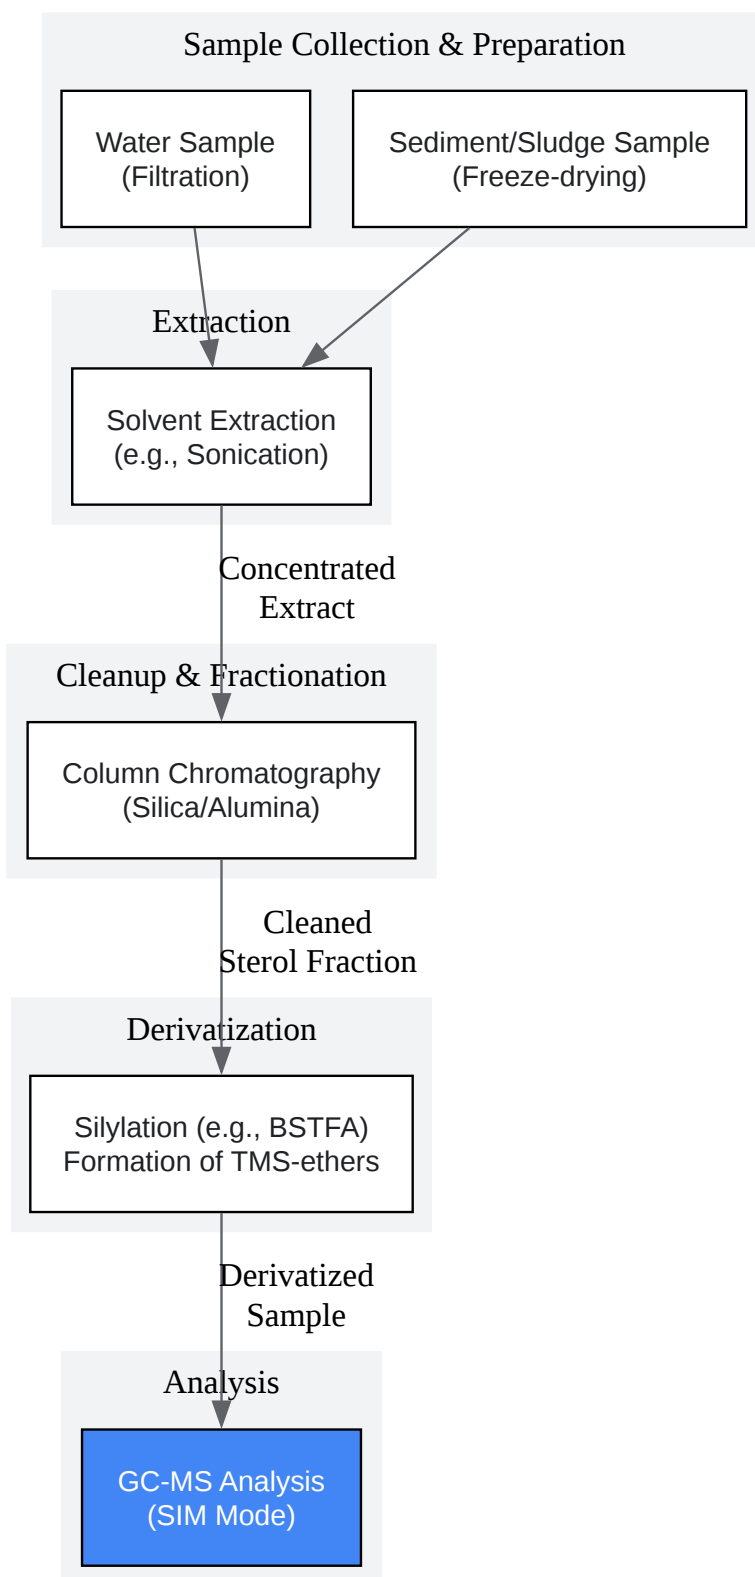 Sample Collection & Preparation
Water Sample
(Filtration)
Sediment/Sludge Sample
(Freeze-drying)
Extraction
Solvent Extraction
(e.g., Sonication)
Concentrated
Extract
Cleanup & Fractionation
Column Chromatography
(Silica/Alumina)
Cleaned
Sterol Fraction
Derivatization
Silylation (e.g., BSTFA)
Formation of TMS-ethers
Derivatized
Sample
Analysis
GC-MS Analysis
(SIM Mode)